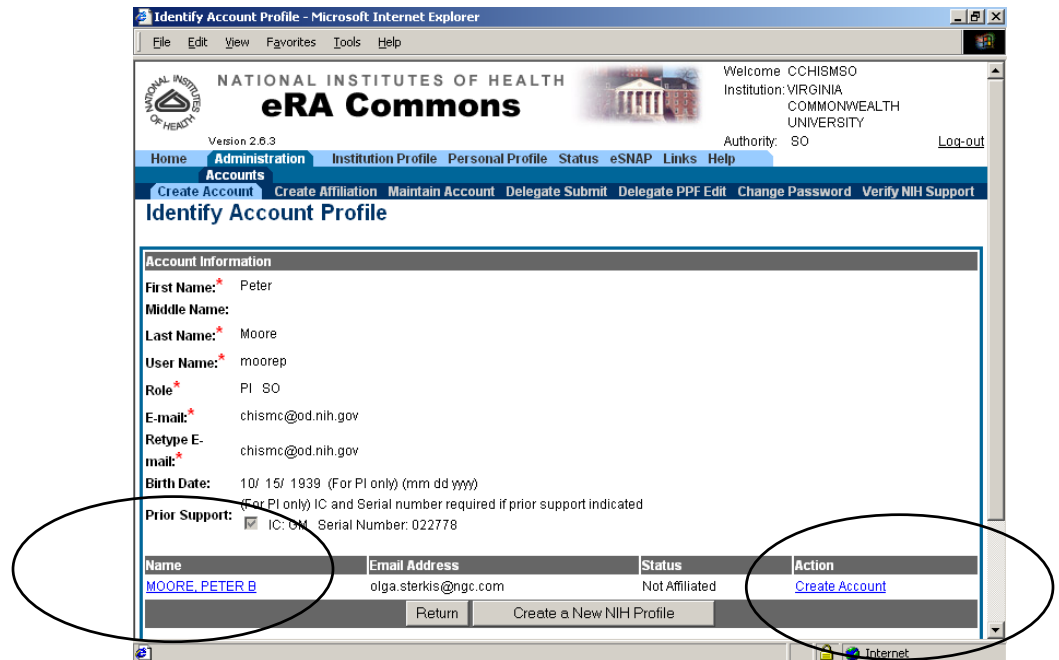 Identify Account Profile - Microsoft Internet Explorer
File Edit View Favorites Tools Help
NATIONAL INSTITUTES OF HEALTH
eRA Commons
NATIONAL INSTITUTES OF HEALTH
Version 2.6.3
Welcome CCHISMSO
Institution: VIRGINIA
COMMONWEALTH
UNIVERSITY
Authority: SO
Log-out
Home Administration Institution Profile Personal Profile Status eSNAP Links Help
Accounts
Create Account Create Affiliation Maintain Account Delegate Submit Delegate PPF Edit Change Password Verify NIH Support
Identify Account Profile
Account Information
First Name:* Peter
Middle Name:
Last Name:* Moore
User Name:* moorep
Role* PI SO
E-mail:* chismc@od.nih.gov
Retype E-
mail:* chismc@od.nih.gov
Birth Date: 10/ 15/ 1939 (For PI only) (mm dd yyyy)
(For PI only) IC and Serial number required if prior support indicated
Prior Support: IC: GM Serial Number: 022778
Name Email Address Status Action
MOORE, PETER B olga.sterkis@ngc.com Not Affiliated Create Account
Return Create a New NIH Profile
Internet